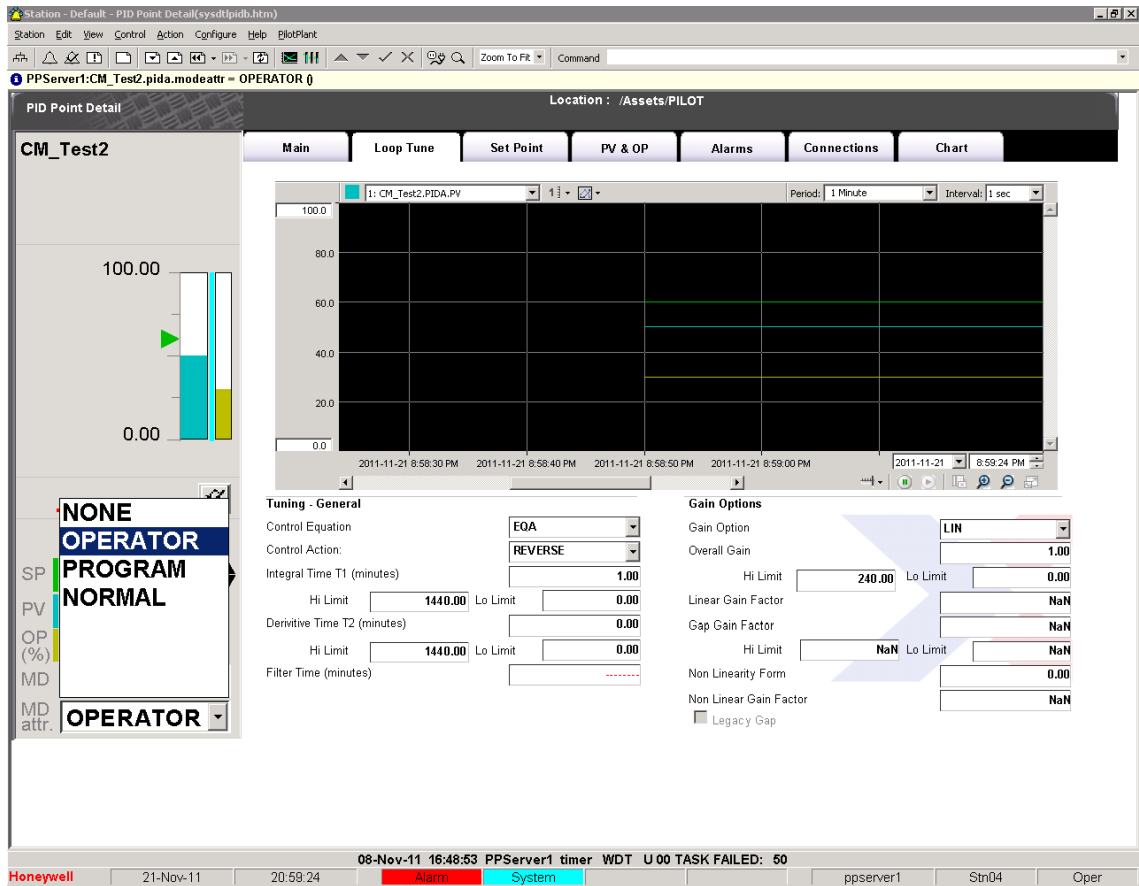 Station - Default - PID Point Detail(sysdtlpidb.htm)
Station Edit View Control Action Configure Help PilotPlant
Zoom To Fit Command
PPServer1:CM_Test2.pida.modeattr = OPERATOR ()
PID Point Detail
Location : /Assets/PILOT
CM_Test2
Main Loop Tune Set Point PV & OP Alarms Connections Chart
1: CM_Test2.PIDA.PV Period: 1 Minute Interval: 1 sec
100.0
80.0
60.0
40.0
20.0
0.0
100.00
0.00
2011-11-21 8:58:30 PM 2011-11-21 8:58:40 PM 2011-11-21 8:58:50 PM 2011-11-21 8:59:00 PM
2011-11-21 8:59:24 PM
NONE
OPERATOR
PROGRAM
NORMAL
SP
PV
OP
(%)
MD
MD
attr.
OPERATOR
Tuning - General
Control Equation EQA
Control Action: REVERSE
Integral Time T1 (minutes) 1.00
Hi Limit 1440.00 Lo Limit 0.00
Derivitive Time T2 (minutes) 0.00
Hi Limit 1440.00 Lo Limit 0.00
Filter Time (minutes) --------
Gain Options
Gain Option LIN
Overall Gain 1.00
Hi Limit 240.00 Lo Limit 0.00
Linear Gain Factor NaN
Gap Gain Factor NaN
Hi Limit NaN Lo Limit NaN
Non Linearity Form 0.00
Non Linear Gain Factor NaN
Legacy Gap
08-Nov-11 16:48:53 PPServer1 timer WDT U 00 TASK FAILED: 50
Honeywell 21-Nov-11 20:59:24 Alarm System ppserver1 Stn04 Oper